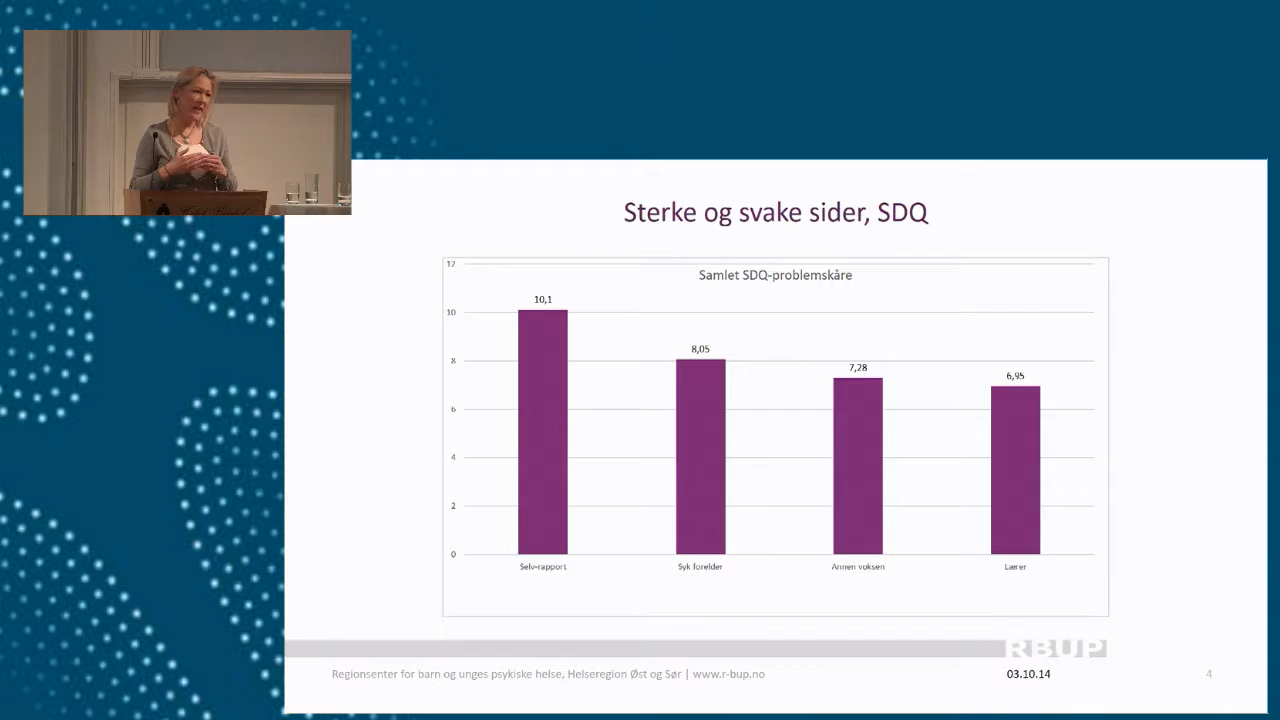 Sterke og svake sider, SDQ
Samlet SDQ-problemskåre
12
10
8
6
4
2
0
10,1
8,05
7,28
6,95
Selv-rapport
Syk forelder
Annen voksen
Lærer
RBUP
Regionsenter for barn og unges psykiske helse, Helseregion Øst og Sør | www.r-bup.no
03.10.14
4